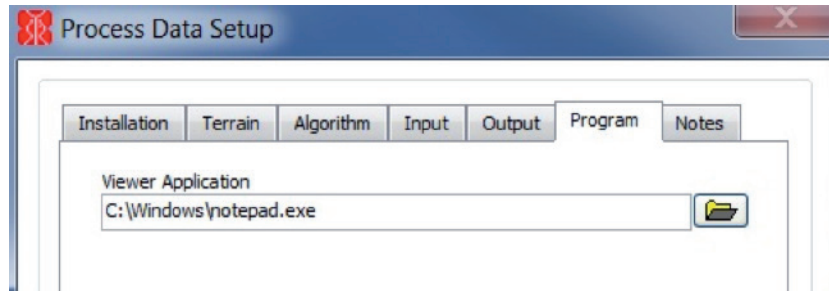 Process Data Setup
Installation Terrain Algorithm Input Output Program Notes
Viewer Application
C:\Windows\notepad.exe